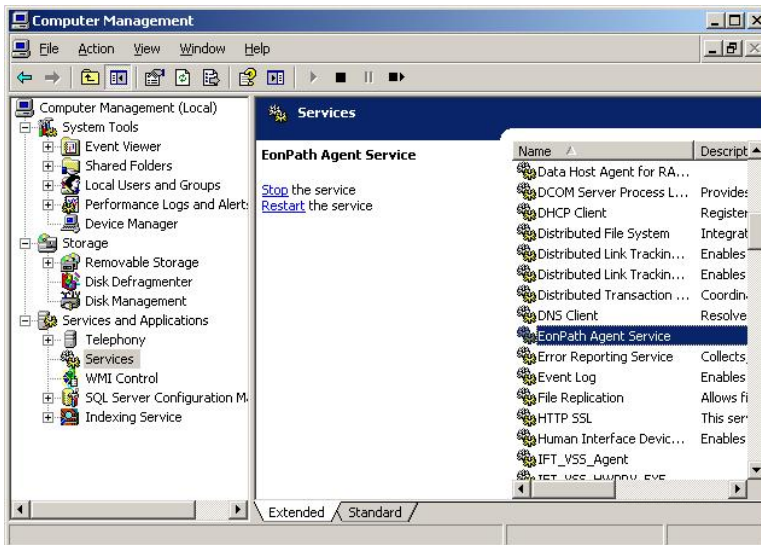 Computer Management
File Action View Window Help
Computer Management (Local)
System Tools
Event Viewer
Shared Folders
Local Users and Groups
Performance Logs and Alert:
Device Manager
Storage
Removable Storage
Disk Defragmenter
Disk Management
Services and Applications
Telephony
Services
WMI Control
SQL Server Configuration M
Indexing Service
Services
EonPath Agent Service
Stop the service
Restart the service
Name Descript
Data Host Agent for RA...
DCOM Server Process L... Provides
DHCP Client Register
Distributed File System Integrat
Distributed Link Trackin... Enables
Distributed Link Trackin... Enables
Distributed Transaction ... Coordin
DNS Client Resolve
EonPath Agent Service
Error Reporting Service Collects
Event Log Enables
File Replication Allows fi
HTTP SSL This ser
Human Interface Devic... Enables
IFT_VSS_Agent
IFT_VSS_HWPRV_EXE
Extended Standard